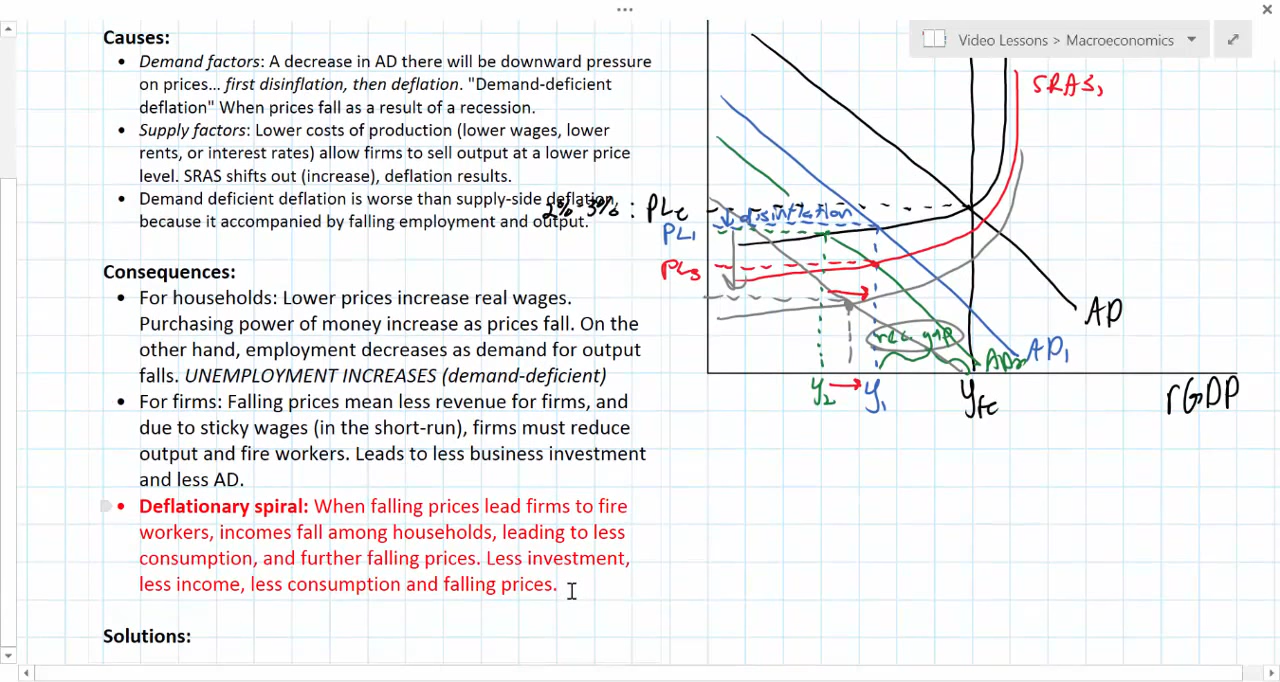 Video Lessons > Macroeconomics
Causes:
• Demand factors: A decrease in AD there will be downward pressure
on prices... first disinflation, then deflation. "Demand-deficient
deflation" When prices fall as a result of a recession.
• Supply factors: Lower costs of production (lower wages, lower
rents, or interest rates) allow firms to sell output at a lower price
level. SRAS shifts out (increase), deflation results.
• Demand deficient deflation is worse than supply-side deflation
because it accompanied by falling employment and output.
Consequences:
• For households: Lower prices increase real wages.
Purchasing power of money increase as prices fall. On the
other hand, employment decreases as demand for output
falls. UNEMPLOYMENT INCREASES (demand-deficient)
• For firms: Falling prices mean less revenue for firms, and
due to sticky wages (in the short-run), firms must reduce
output and fire workers. Leads to less business investment
and less AD.
• Deflationary spiral: When falling prices lead firms to fire
workers, incomes fall among households, leading to less
consumption, and further falling prices. Less investment,
less income, less consumption and falling prices.
Solutions:
SRAS₁
2% 3% : PLe
disinflation
PL₁
PL₃
rec gap
AD
AD₂
AD₁
Y₂
Y₁
Yfe
rGDP